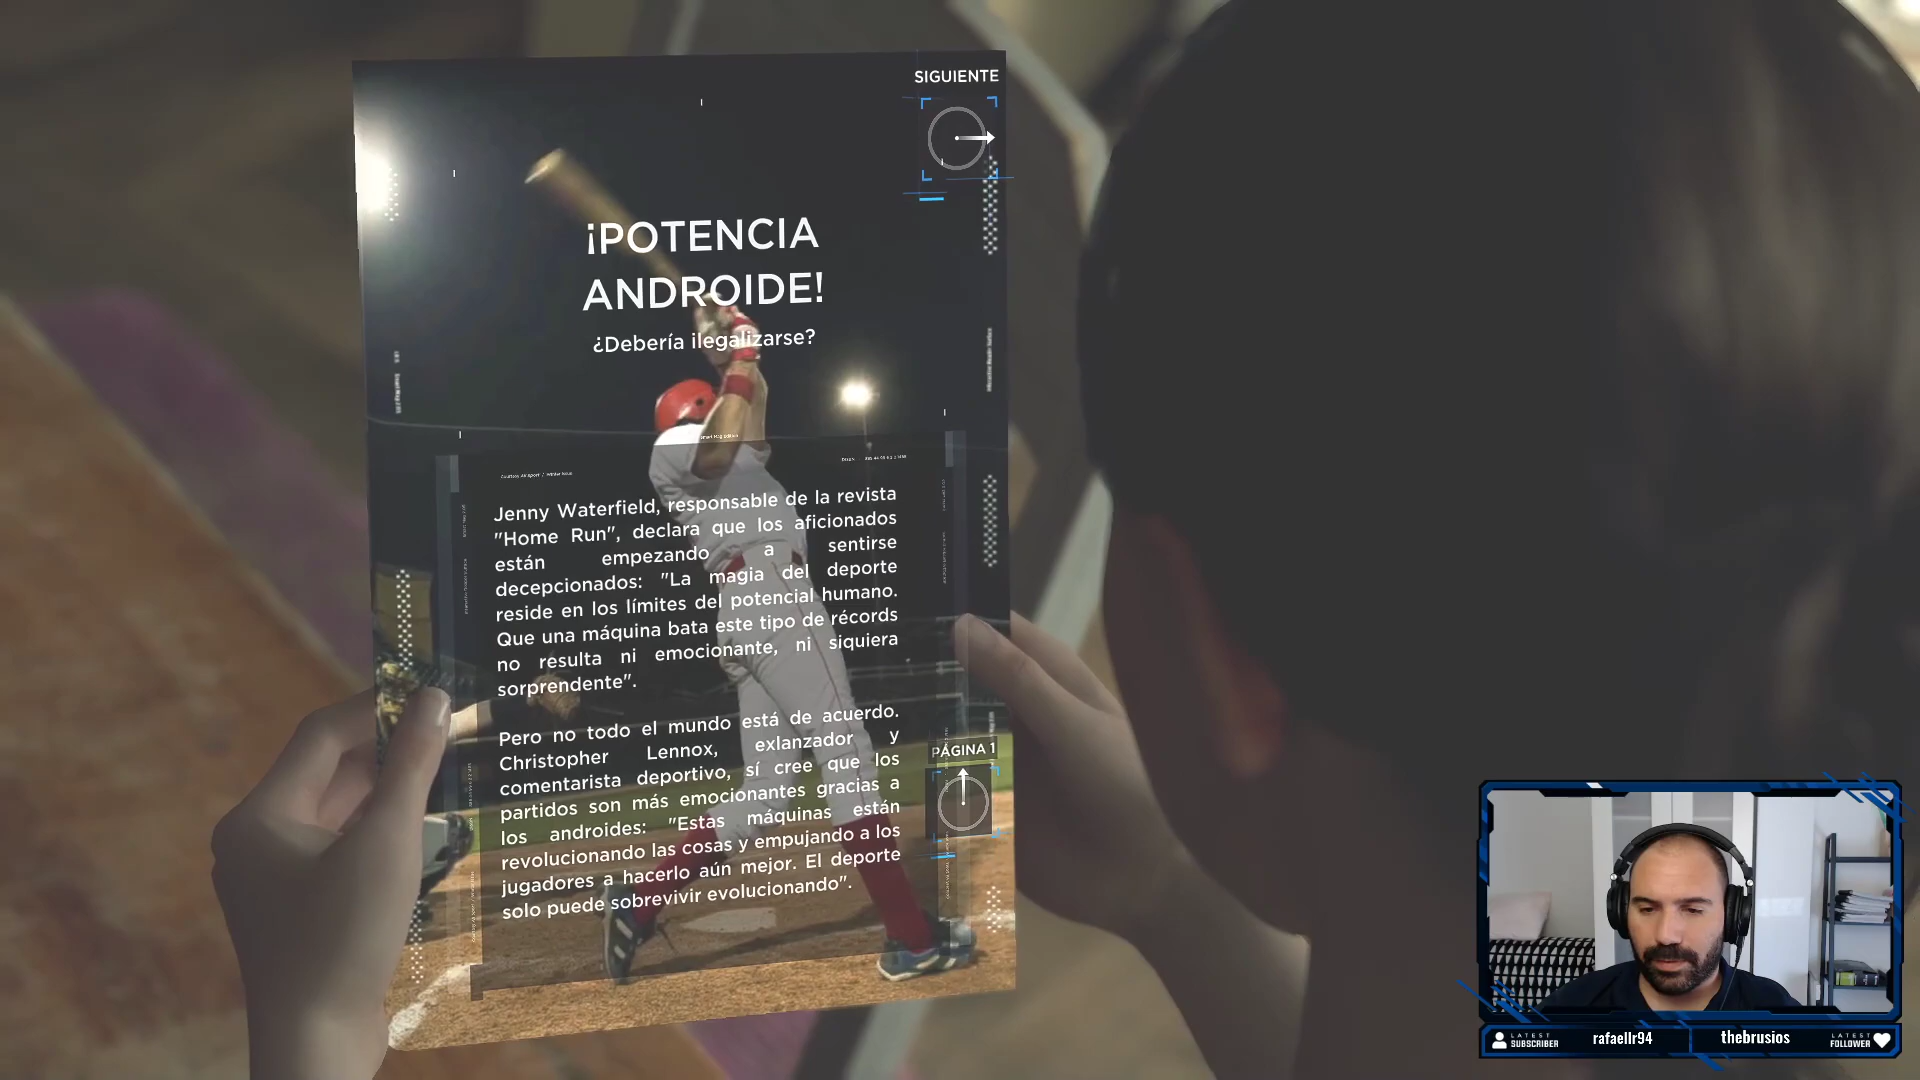 SIGUIENTE
¡POTENCIA
ANDROIDE!
¿Debería ilegalizarse?
Jenny Waterfield, responsable de la revista
"Home Run", declara que los aficionados
están empezando a sentirse
decepcionados: "La magia del deporte
reside en los límites del potencial humano.
Que una máquina bata este tipo de récords
no resulta ni emocionante, ni siquiera
sorprendente".
Pero no todo el mundo está de acuerdo.
Christopher Lennox, exlanzador y
comentarista deportivo, sí cree que los
partidos son más emocionantes gracias a
los androides: "Estas máquinas están
revolucionando las cosas y empujando a los
jugadores a hacerlo aún mejor. El deporte
solo puede sobrevivir evolucionando".
PÁGINA 1
LATEST
SUBSCRIBER
rafaellr94
thebrusios
LATEST
FOLLOWER